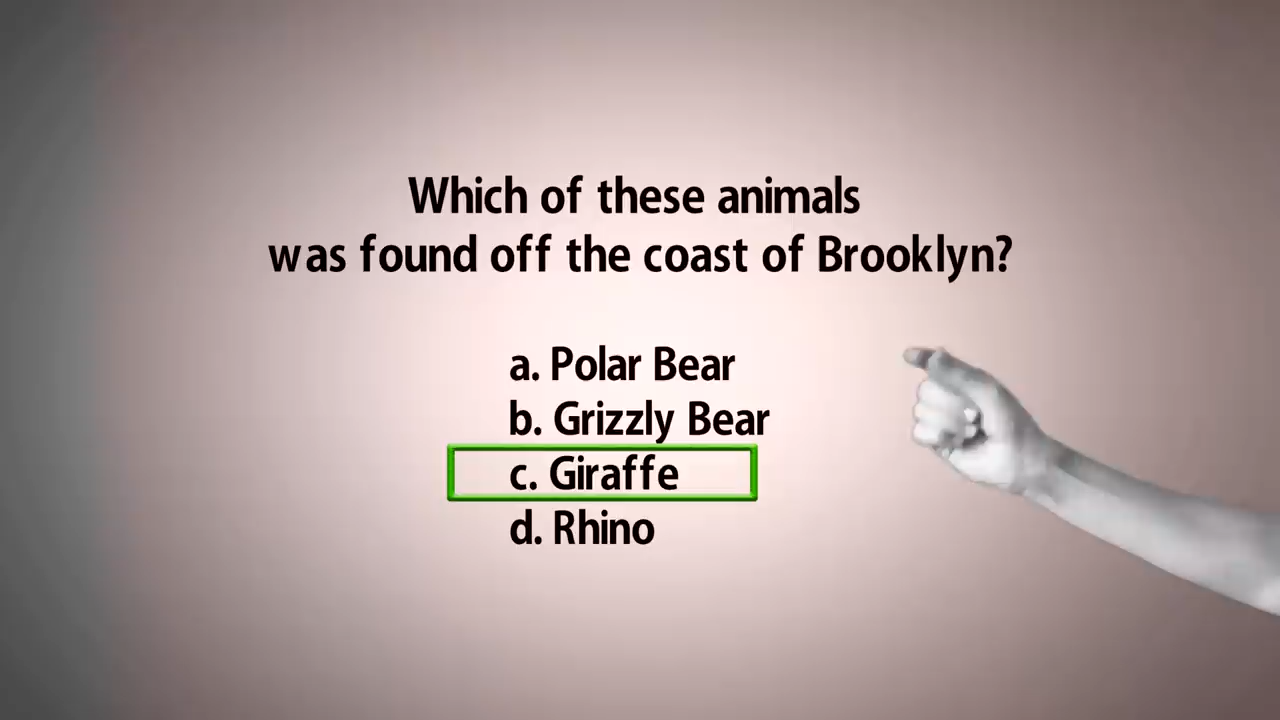 Which of these animals
was found off the coast of Brooklyn?
a. Polar Bear
b. Grizzly Bear
c. Giraffe
d. Rhino